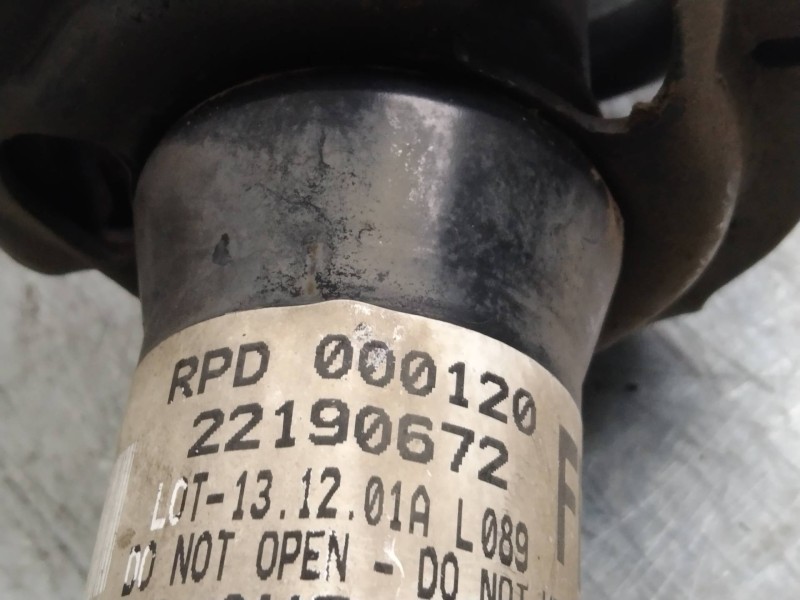 RPD 000120
22190672
F
LOT-13.12.01A L089
DO NOT OPEN - DO NOT